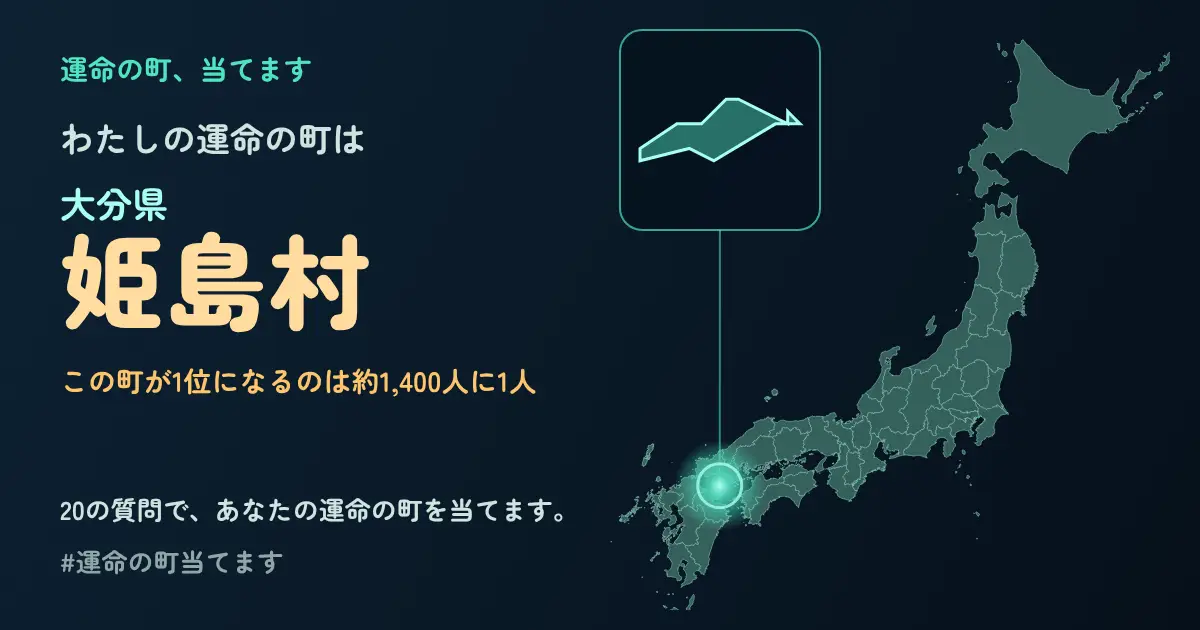 運命の町、当てます
わたしの運命の町は
大分県
姫島村
この町が1位になるのは約1,400人に1人
20の質問で、あなたの運命の町を当てます。
#運命の町当てます